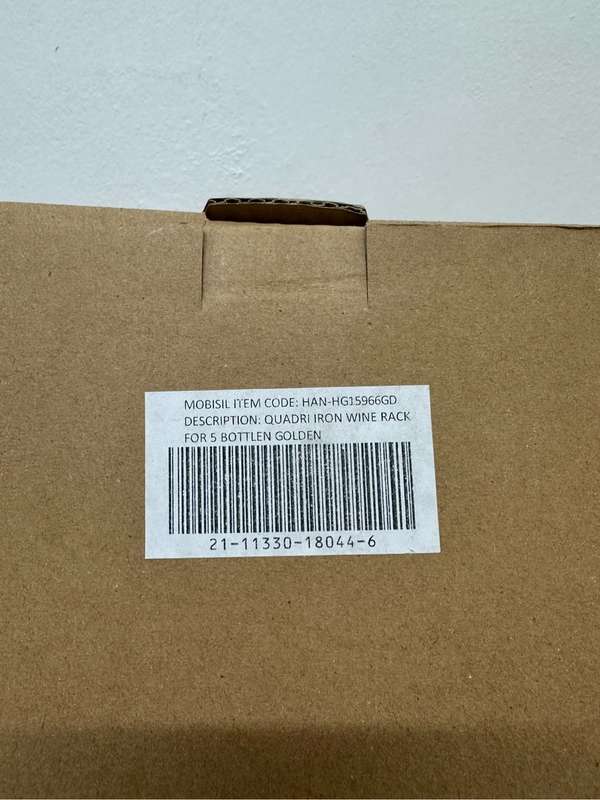 MOBISIL ITEM CODE: HAN-HG15966GD
DESCRIPTION: QUADRI IRON WINE RACK
FOR 5 BOTTLEN GOLDEN
21-11330-18044-6